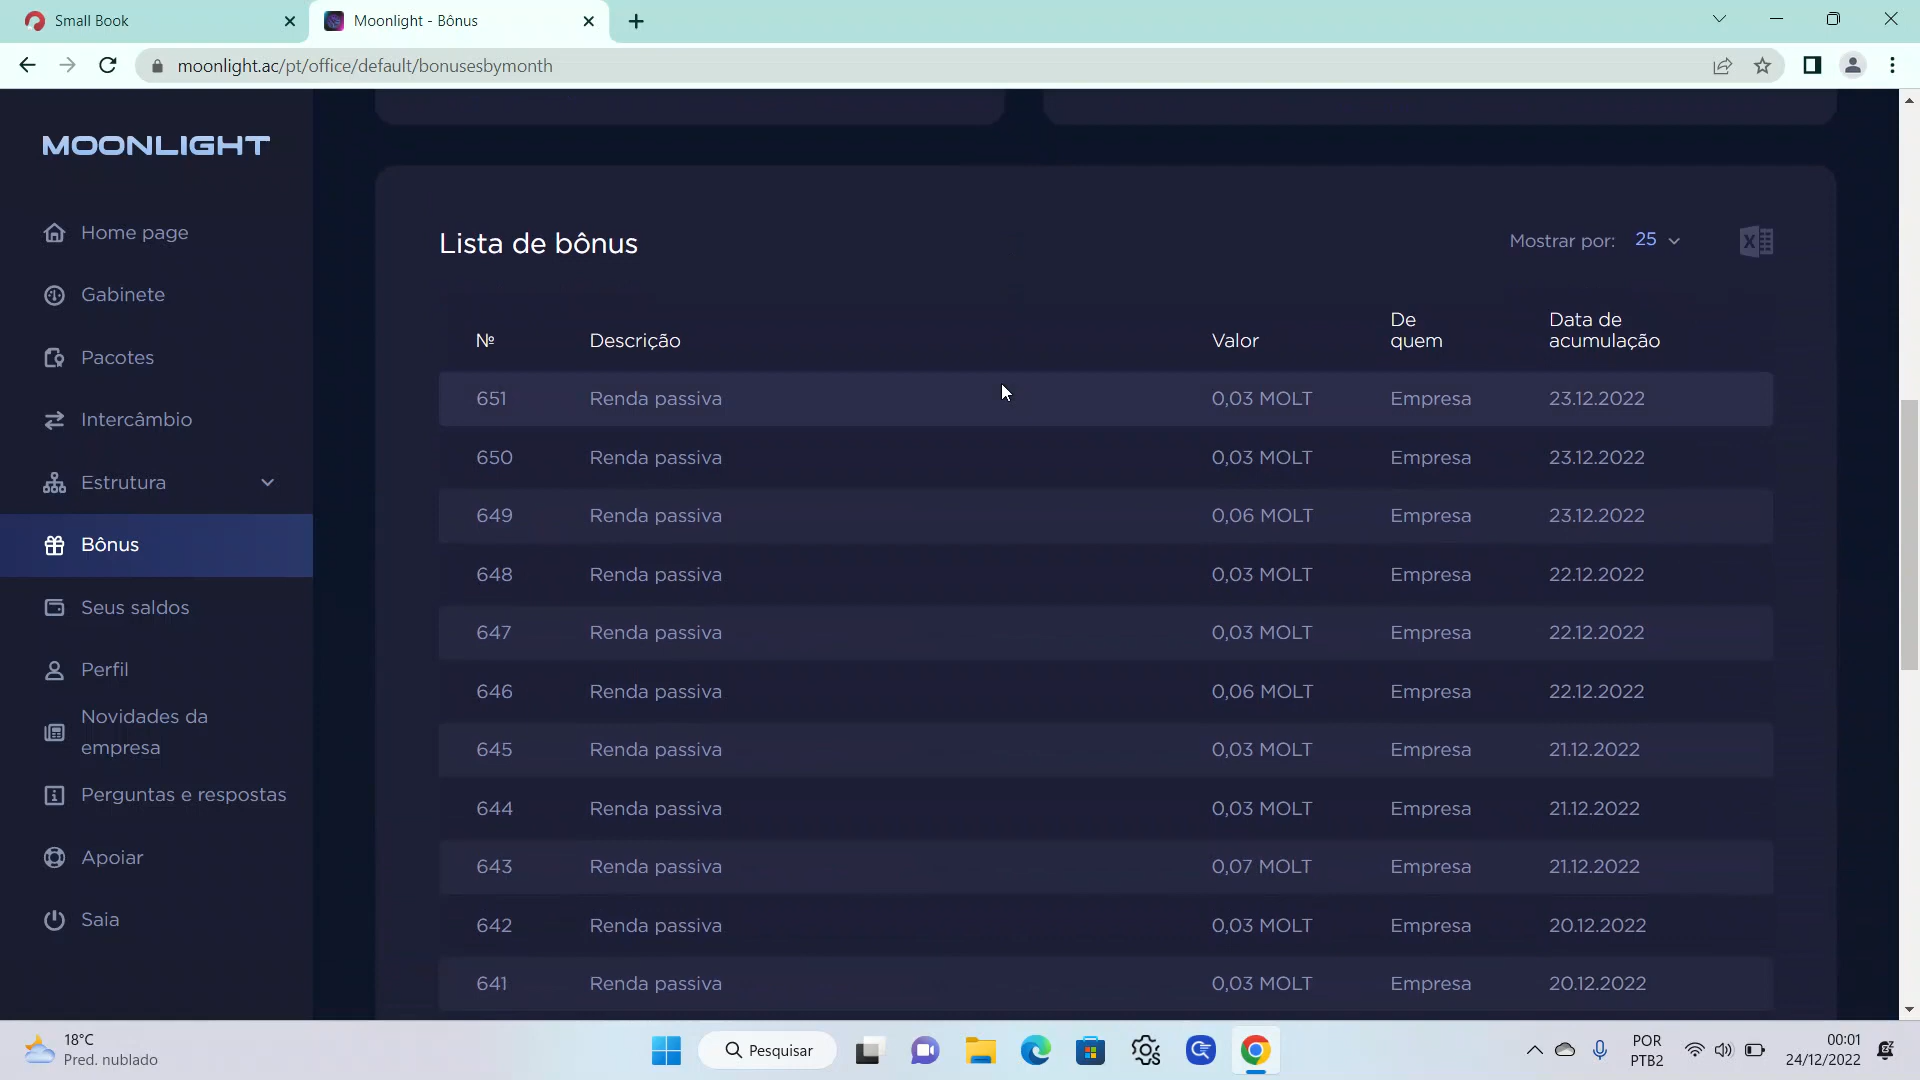 Small Book
Moonlight - Bônus
moonlight.ac/pt/office/default/bonusesbymonth
MOONLIGHT
Home page
Gabinete
Pacotes
Intercâmbio
Estrutura
Bônus
Seus saldos
Perfil
Novidades da
empresa
Perguntas e respostas
Apoiar
Saia
Lista de bônus
Mostrar por: 25
№ Descrição Valor De quem Data de acumulação
651 Renda passiva 0,03 MOLT Empresa 23.12.2022
650 Renda passiva 0,03 MOLT Empresa 23.12.2022
649 Renda passiva 0,06 MOLT Empresa 23.12.2022
648 Renda passiva 0,03 MOLT Empresa 22.12.2022
647 Renda passiva 0,03 MOLT Empresa 22.12.2022
646 Renda passiva 0,06 MOLT Empresa 22.12.2022
645 Renda passiva 0,03 MOLT Empresa 21.12.2022
644 Renda passiva 0,03 MOLT Empresa 21.12.2022
643 Renda passiva 0,07 MOLT Empresa 21.12.2022
642 Renda passiva 0,03 MOLT Empresa 20.12.2022
641 Renda passiva 0,03 MOLT Empresa 20.12.2022
18°C
Pred. nublado
Pesquisar
POR
PTB2
00:01
24/12/2022